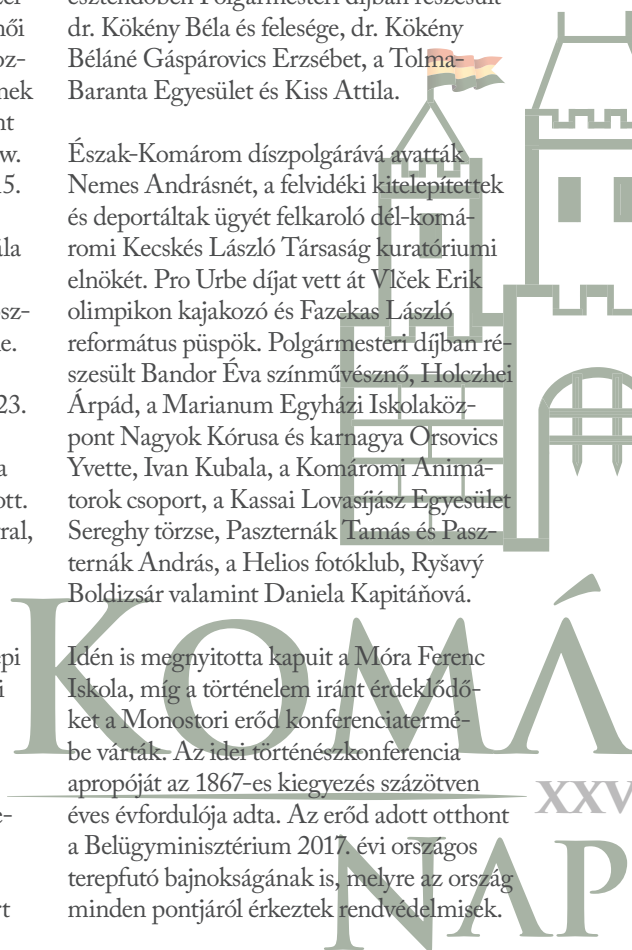 dr. Kökény Béla és felesége, dr. Kökény
Béláné Gáspárovics Erzsébet, a Tolma-
Baranta Egyesület és Kiss Attila.
Észak-Komárom díszpolgárává avatták
Nemes Andrásnét, a felvidéki kitelepítettek
és deportáltak ügyét felkaroló dél-komá-
romi Kecskés László Társaság kuratóriumi
elnökét. Pro Urbe díjat vett át Vlček Erik
olimpikon kajakozó és Fazekas László
református püspök. Polgármesteri díjban ré-
szesült Bandor Éva színművésznő, Holczhei
Árpád, a Marianum Egyházi Iskolaköz-
pont Nagyok Kórusa és karnagya Orsovics
Yvette, Ivan Kubala, a Komáromi Animá-
torok csoport, a Kassai Lovasíjász Egyesület
Sereghy törzse, Paszternák Tamás és Pasz-
ternák András, a Helios fotóklub, Ryšavý
Boldizsár valamint Daniela Kapitáňová.
Idén is megnyitotta kapuit a Móra Ferenc
Iskola, míg a történelem iránt érdeklődő-
ket a Monostori erőd konferenciatermé-
be várták. Az idei történészkonferencia
apropóját az 1867-es kiegyezés százötven
éves évfordulója adta. Az erőd adott otthont
a Belügyminisztérium 2017. évi országos
terepfutó bajnokságának is, melyre az ország
minden pontjáról érkeztek rendvédelmisek.
KOMÁ
XXV
NAP